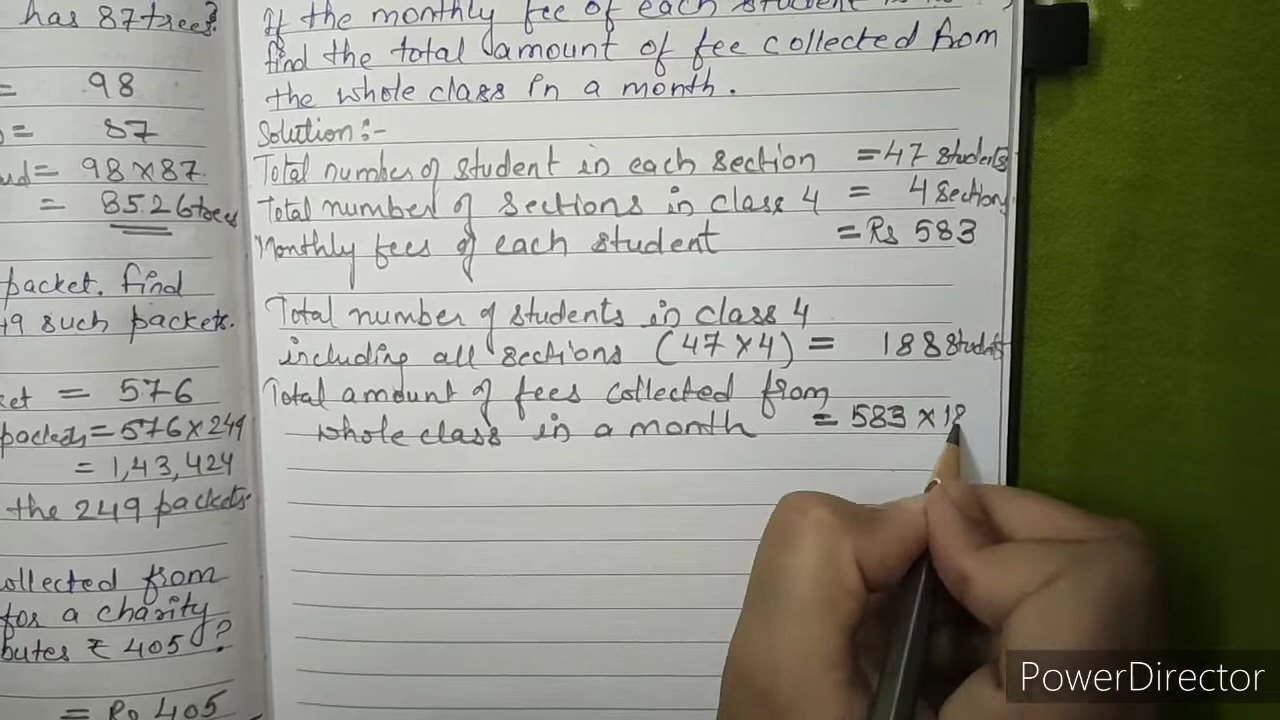 has 87 trees?
= 98
= 87
= 98 × 87
= 8526 trees
packet. find
49 such packets.
= 576
packets = 576 × 249
= 1,43,424
the 249 packets.
ollected from
for a charity
butes ₹ 405?
= Rs 405
If the monthly fee of each student is
find the total amount of fee collected from
the whole class in a month.
Solution :-
Total number of student in each section = 47 students
Total number of sections in class 4 = 4 section
Monthly fees of each student = Rs 583
Total number of students in class 4
including all sections (47 × 4) = 188 students
Total amount of fees collected from
whole class in a month = 583 × 18
PowerDirector